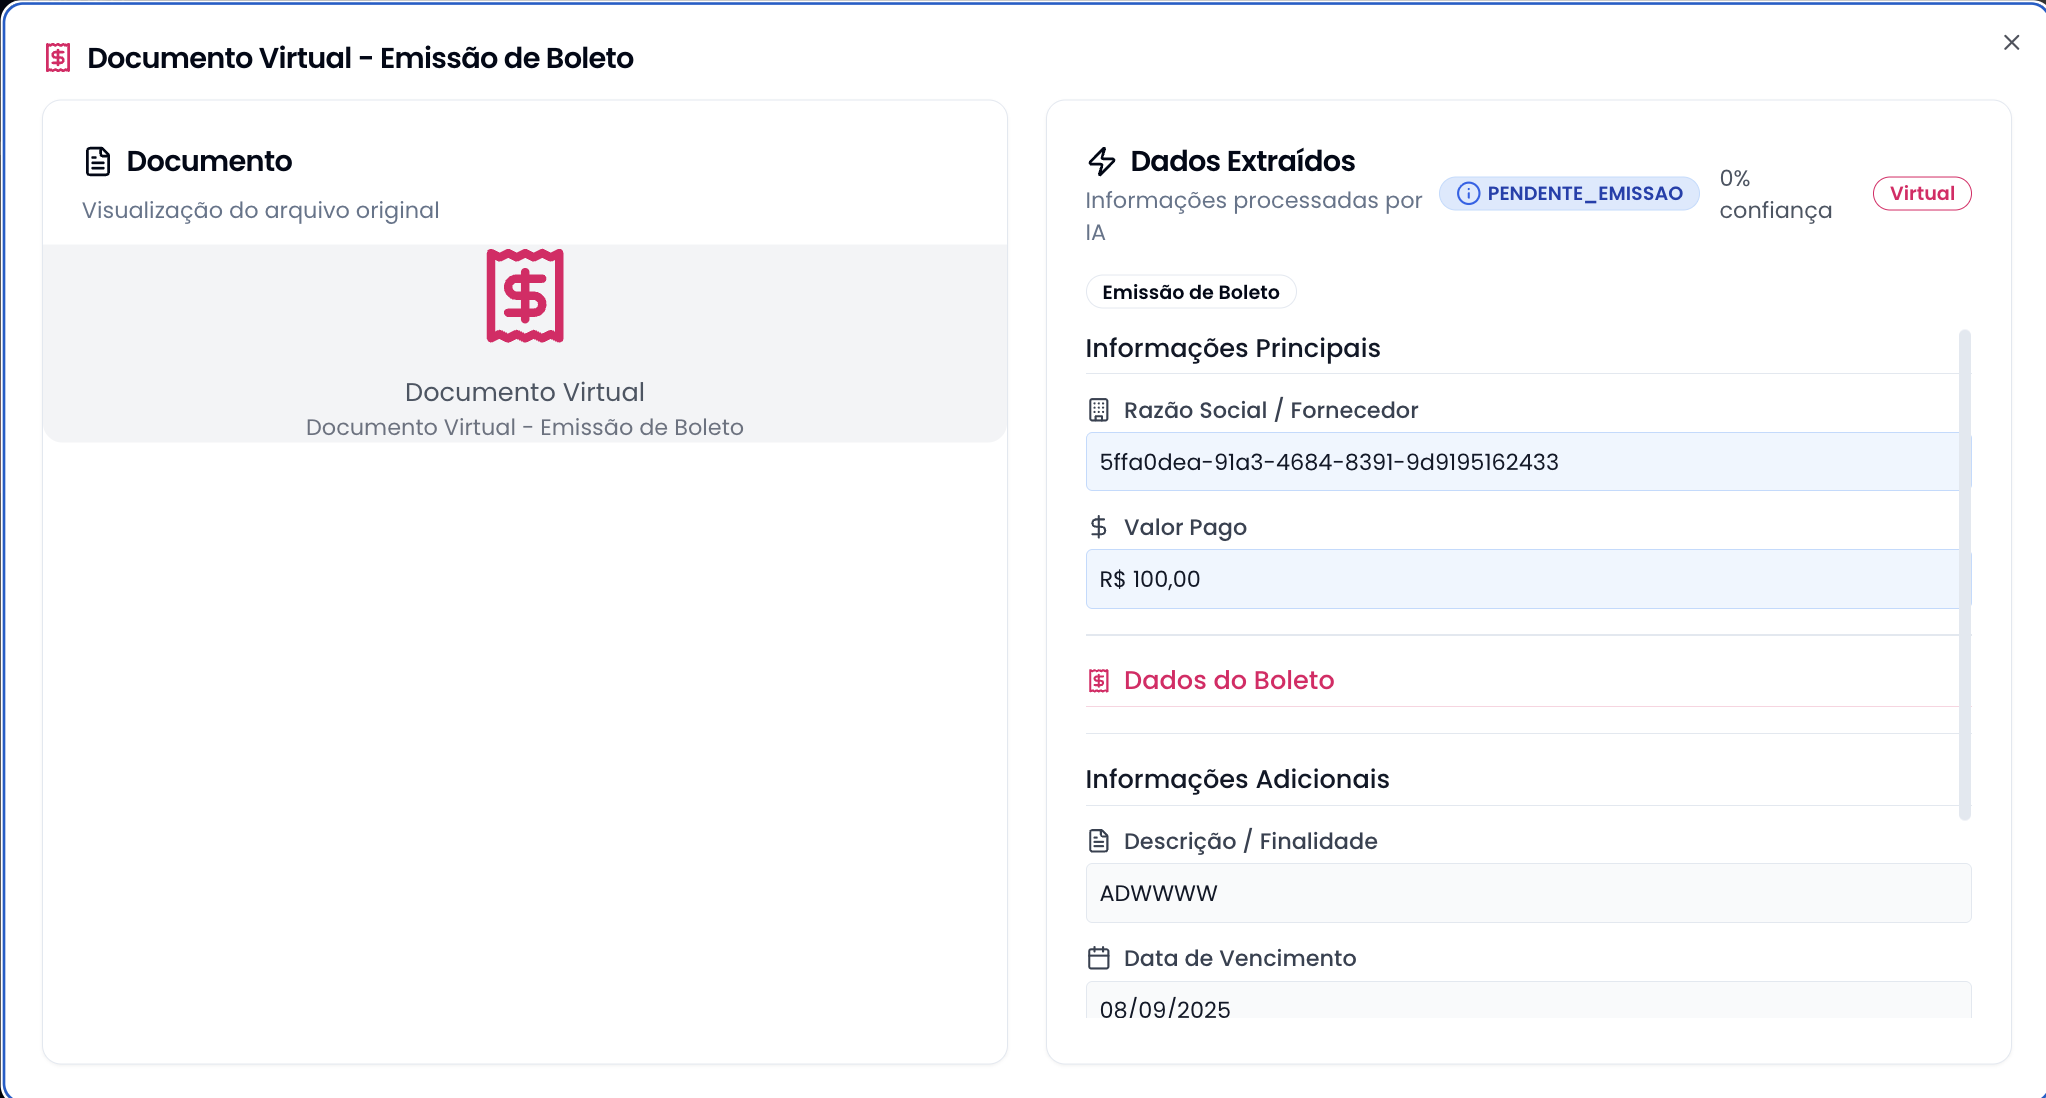 Documento Virtual - Emissão de Boleto
Documento
Visualização do arquivo original
Documento Virtual
Documento Virtual - Emissão de Boleto
Dados Extraídos
Informações processadas por
IA
PENDENTE_EMISSAO
0%
confiança
Virtual
Emissão de Boleto
Informações Principais
Razão Social / Fornecedor
5ffa0dea-91a3-4684-8391-9d9195162433
Valor Pago
R$ 100,00
Dados do Boleto
Informações Adicionais
Descrição / Finalidade
ADWWWW
Data de Vencimento
08/09/2025